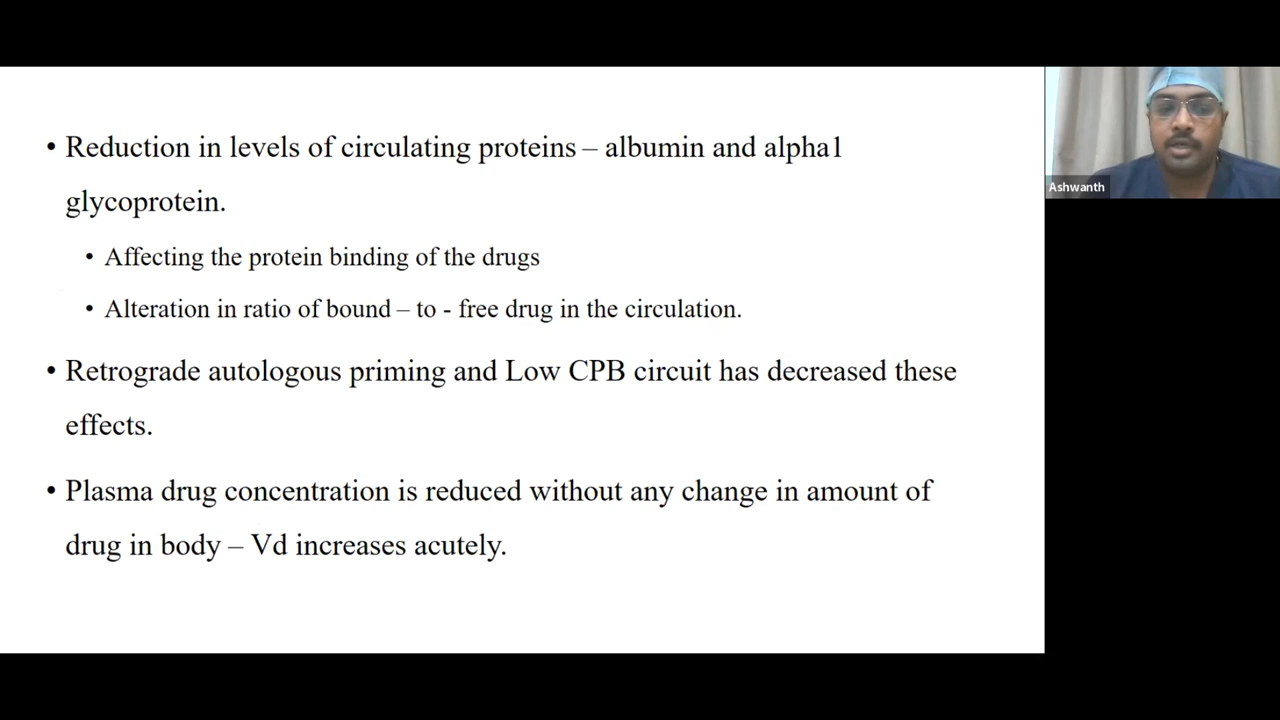 • Reduction in levels of circulating proteins – albumin and alpha1
glycoprotein.
• Affecting the protein binding of the drugs
• Alteration in ratio of bound – to - free drug in the circulation.
• Retrograde autologous priming and Low CPB circuit has decreased these
effects.
• Plasma drug concentration is reduced without any change in amount of
drug in body – Vd increases acutely.
Ashwanth